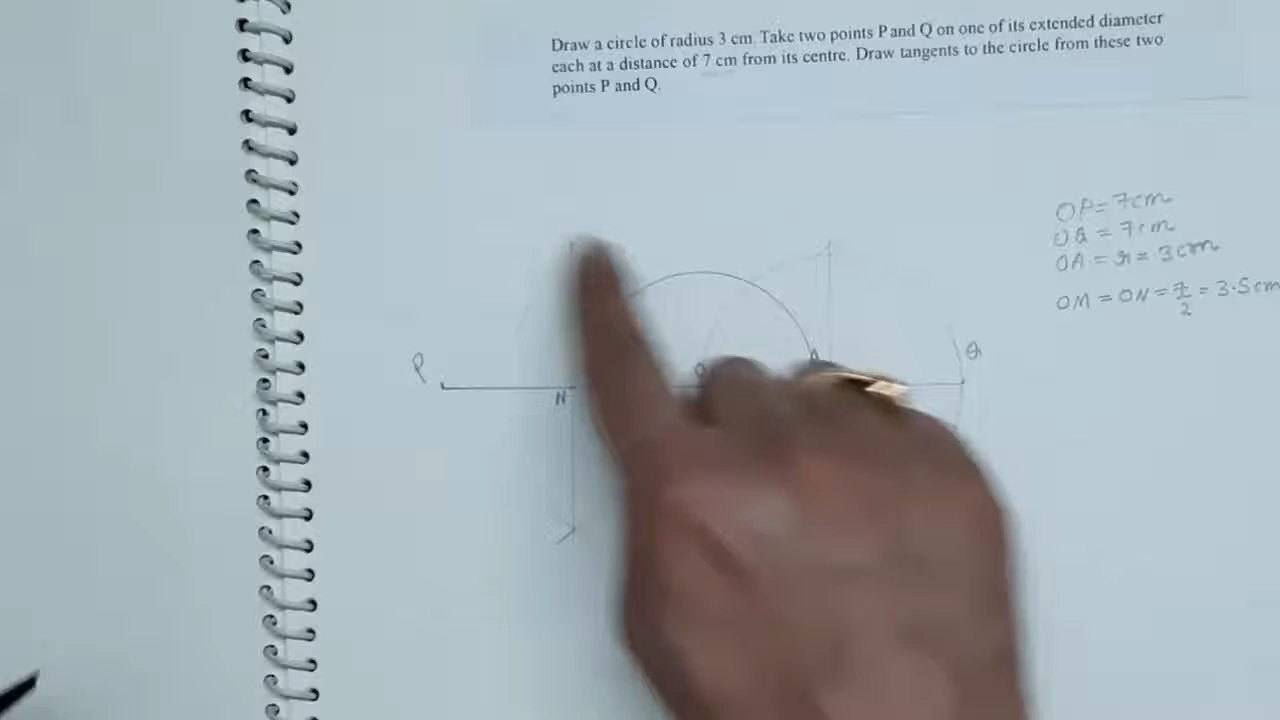 Draw a circle of radius 3 cm. Take two points P and Q on one of its extended diameter
each at a distance of 7 cm from its centre. Draw tangents to the circle from these two
points P and Q.
OP = 7cm
OQ = 7cm
OA = r = 3cm
OM = ON = 7/2 = 3.5cm
P
N
O
A
Q